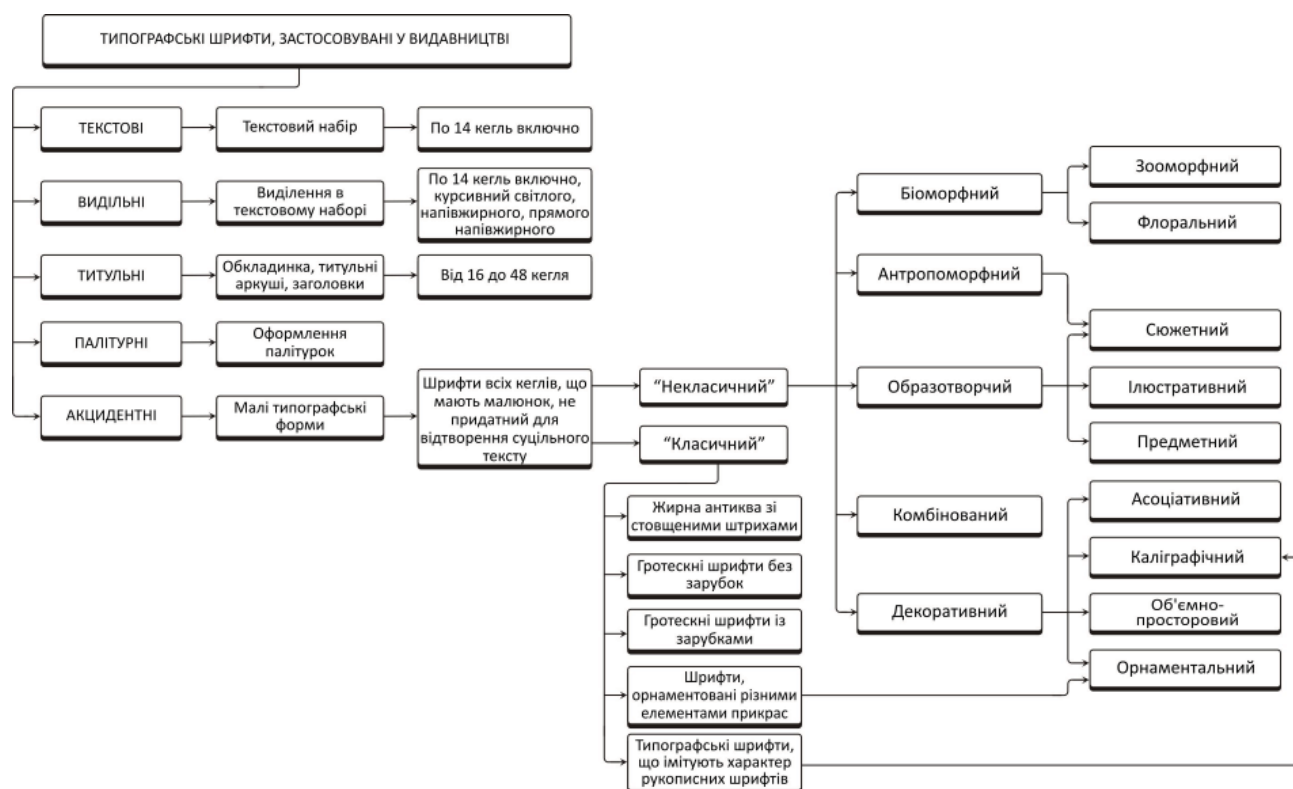 ТИПОГРАФСЬКІ ШРИФТИ, ЗАСТОСОВУВАНІ У ВИДАВНИЦТВІ
ТЕКСТОВІ
Текстовий набір
По 14 кегль включно
ВИДІЛЬНІ
Виділення в
текстовому наборі
По 14 кегль включно,
курсивний світлого,
напівжирного, прямого
напівжирного
ТИТУЛЬНІ
Обкладинка, титульні
аркуші, заголовки
Від 16 до 48 кегля
ПАЛІТУРНІ
Оформлення
палітурок
АКЦИДЕНТНІ
Малі типографські
форми
Шрифти всіх кеглів, що
мають малюнок, не
придатний для
відтворення суцільного
тексту
“Некласичний”
“Класичний”
Жирна антиква зі
стовщеними штрихами
Гротескні шрифти без
зарубок
Гротескні шрифти із
зарубками
Шрифти,
орнаментовані різними
елементами прикрас
Типографські шрифти,
що імітують характер
рукописних шрифтів
Біоморфний
Антропоморфний
Образотворчий
Комбінований
Декоративний
Зооморфний
Флоральний
Сюжетний
Ілюстративний
Предметний
Асоціативний
Каліграфічний
Об'ємно-
просторовий
Орнаментальний